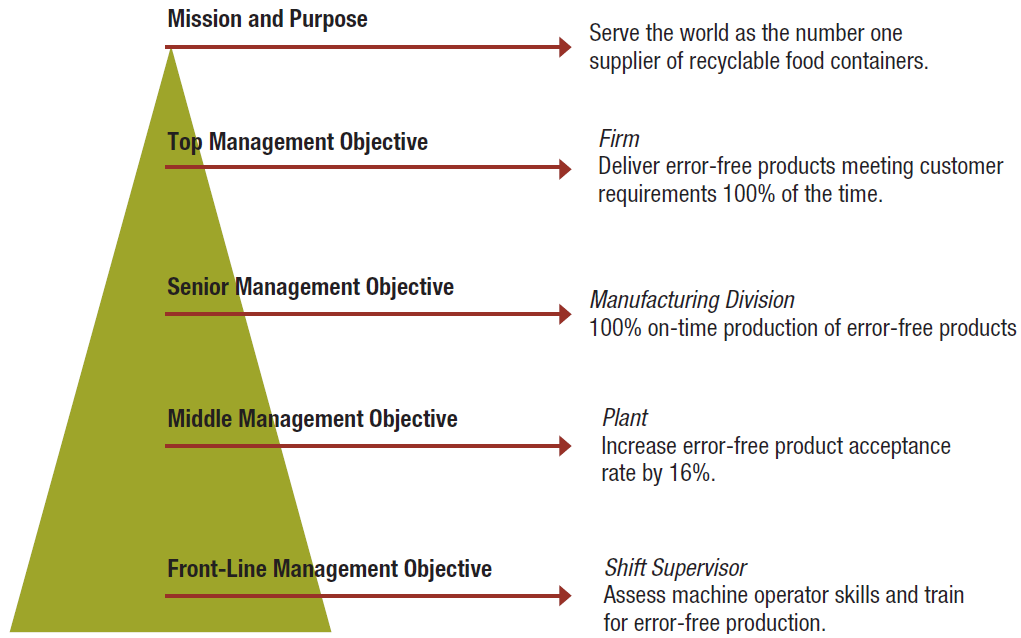 Mission and Purpose
Serve the world as the number one
supplier of recyclable food containers.
Top Management Objective
Firm
Deliver error-free products meeting customer
requirements 100% of the time.
Senior Management Objective
Manufacturing Division
100% on-time production of error-free products
Middle Management Objective
Plant
Increase error-free product acceptance
rate by 16%.
Front-Line Management Objective
Shift Supervisor
Assess machine operator skills and train
for error-free production.